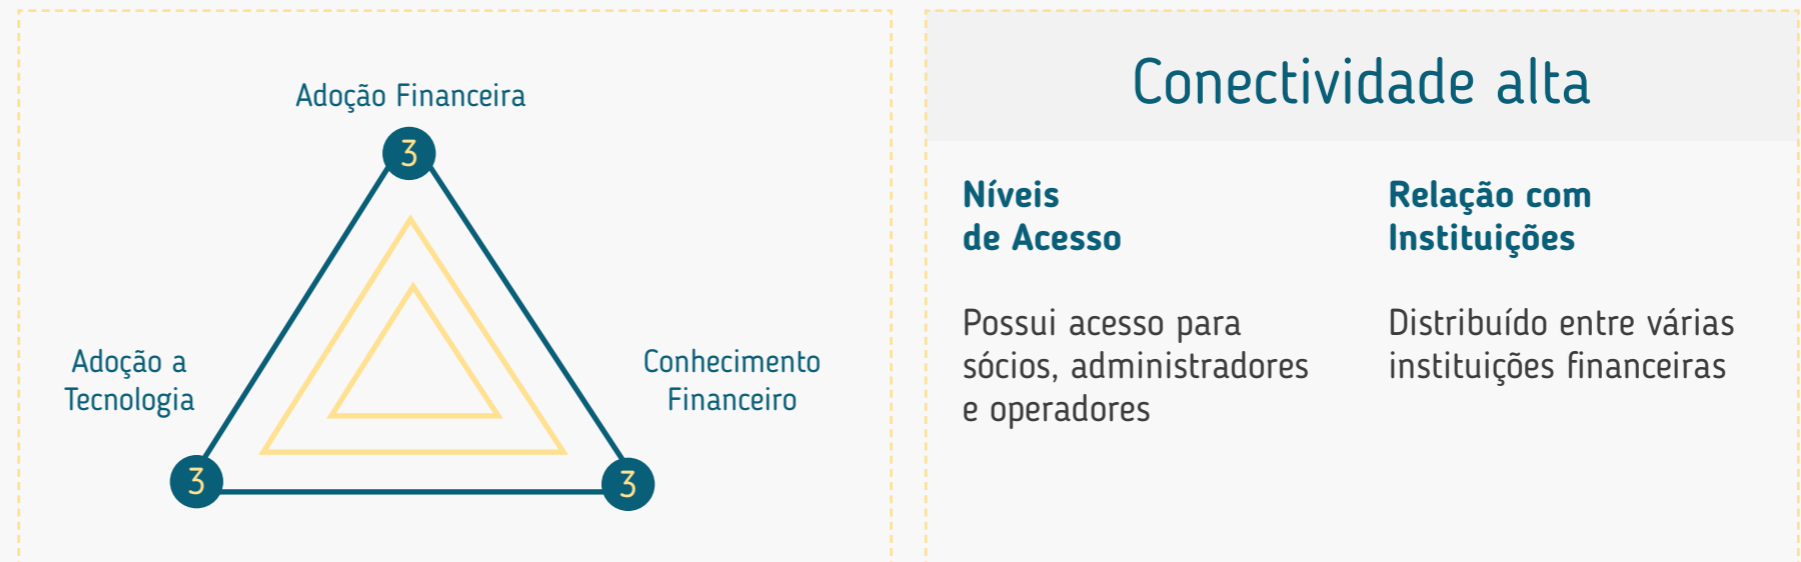 Adoção Financeira
3
Adoção a
Tecnologia
Conhecimento
Financeiro
3
3
Conectividade alta
Níveis
de Acesso
Possui acesso para
sócios, administradores
e operadores
Relação com
Instituições
Distribuído entre várias
instituições financeiras